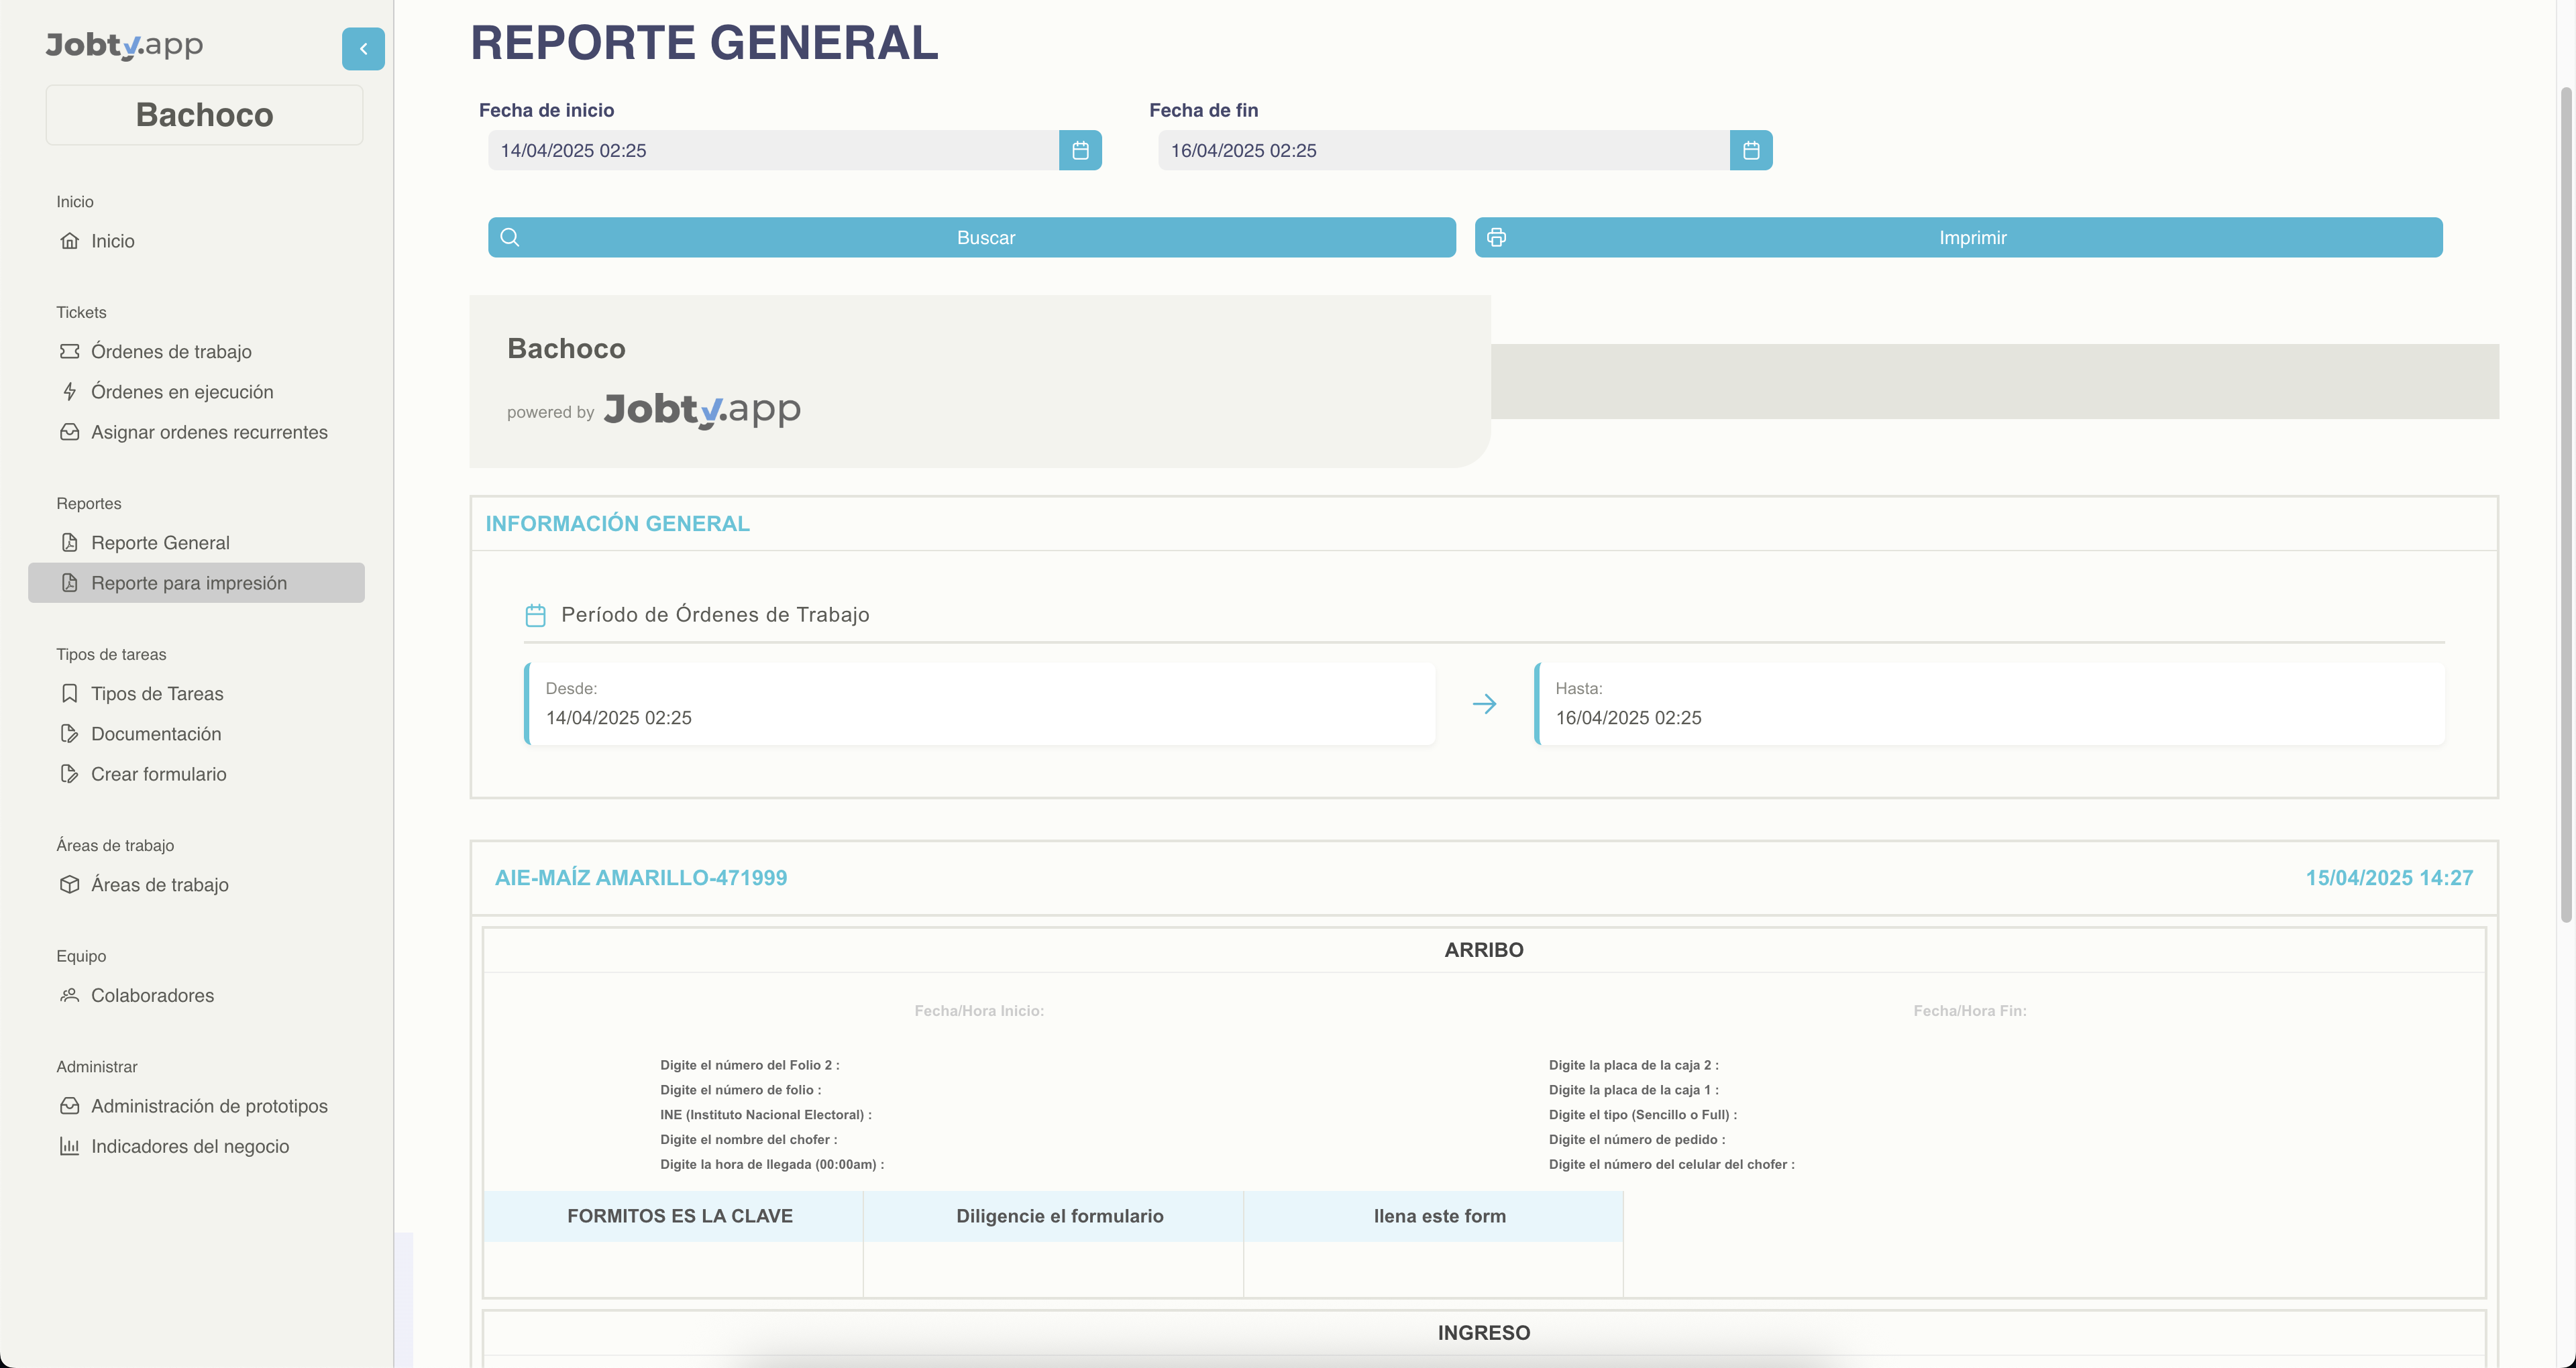 Jobty.app
Bachoco
Inicio
Inicio
Tickets
Órdenes de trabajo
Órdenes en ejecución
Asignar ordenes recurrentes
Reportes
Reporte General
Reporte para impresión
Tipos de tareas
Tipos de Tareas
Documentación
Crear formulario
Áreas de trabajo
Áreas de trabajo
Equipo
Colaboradores
Administrar
Administración de prototipos
Indicadores del negocio
REPORTE GENERAL
Fecha de inicio
14/04/2025 02:25
Fecha de fin
16/04/2025 02:25
Buscar
Imprimir
Bachoco
powered by Jobty.app
INFORMACIÓN GENERAL
Período de Órdenes de Trabajo
Desde:
14/04/2025 02:25
Hasta:
16/04/2025 02:25
AIE-MAÍZ AMARILLO-471999
15/04/2025 14:27
ARRIBO
Fecha/Hora Inicio:
Fecha/Hora Fin:
Digite el número del Folio 2 :
Digite el número de folio :
INE (Instituto Nacional Electoral) :
Digite el nombre del chofer :
Digite la hora de llegada (00:00am) :
Digite la placa de la caja 2 :
Digite la placa de la caja 1 :
Digite el tipo (Sencillo o Full) :
Digite el número de pedido :
Digite el número del celular del chofer :
FORMITOS ES LA CLAVE
Diligencie el formulario
llena este form
INGRESO